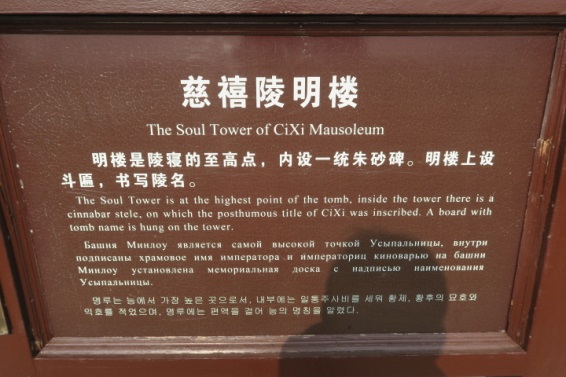 慈禧陵明楼
The Soul Tower of CiXi Mausoleum
明楼是陵寝的至高点，内设一统朱砂碑。明楼上设
斗匾，书写陵名。
The Soul Tower is at the highest point of the tomb, inside the tower there is a
cinnabar stele, on which the posthumous title of CiXi was inscribed. A board with
tomb name is hung on the tower.
Башня Минлоу является самой высокой точкой Усыпальницы, внутри
подписаны храмовое имя императора и императориц киноварью на башни
Минлоу установлена мемориальная доска с надписью наименования
Усыпальницы.
명루는 능에서 가장 높은 곳으로서, 내부에는 일통주사비를 세워 황제, 황후의 묘호와
익호를 적었으며, 명루에는 편액을 걸어 능의 명칭을 알렸다.